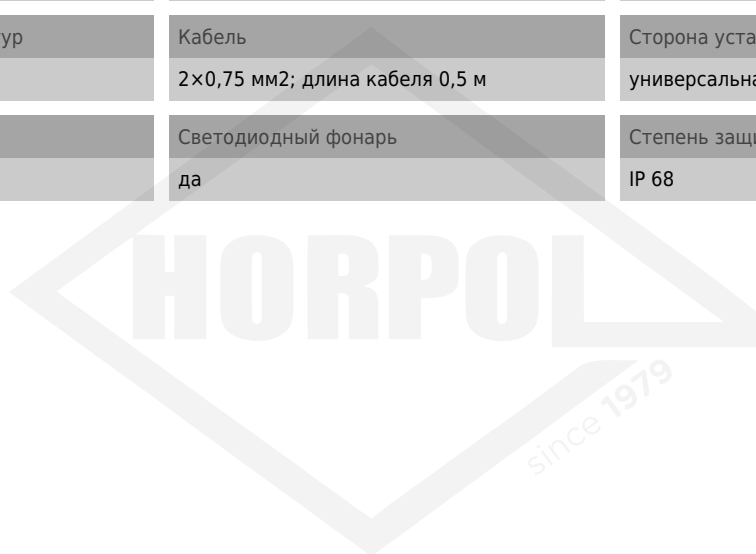 ур
Кабель
Сторона уста
2×0,75 мм2; длина кабеля 0,5 м
универсальна
Светодиодный фонарь
Степень защи
да
IP 68
HORPOL
since 1979